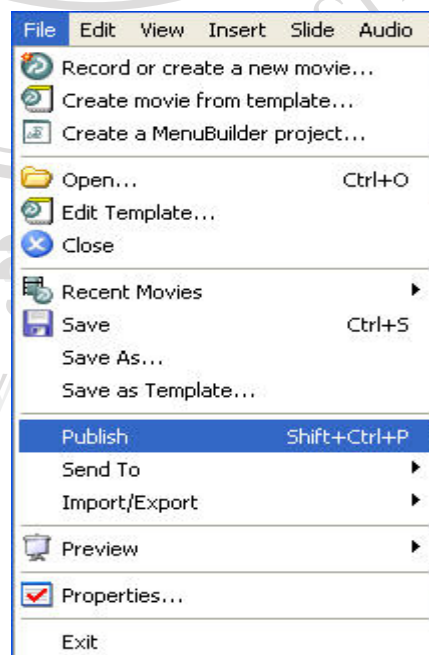 File Edit View Insert Slide Audio
Record or create a new movie...
Create movie from template...
Create a MenuBuilder project...
Open... Ctrl+O
Edit Template...
Close
Recent Movies
Save Ctrl+S
Save As...
Save as Template...
Publish Shift+Ctrl+P
Send To
Import/Export
Preview
Properties...
Exit